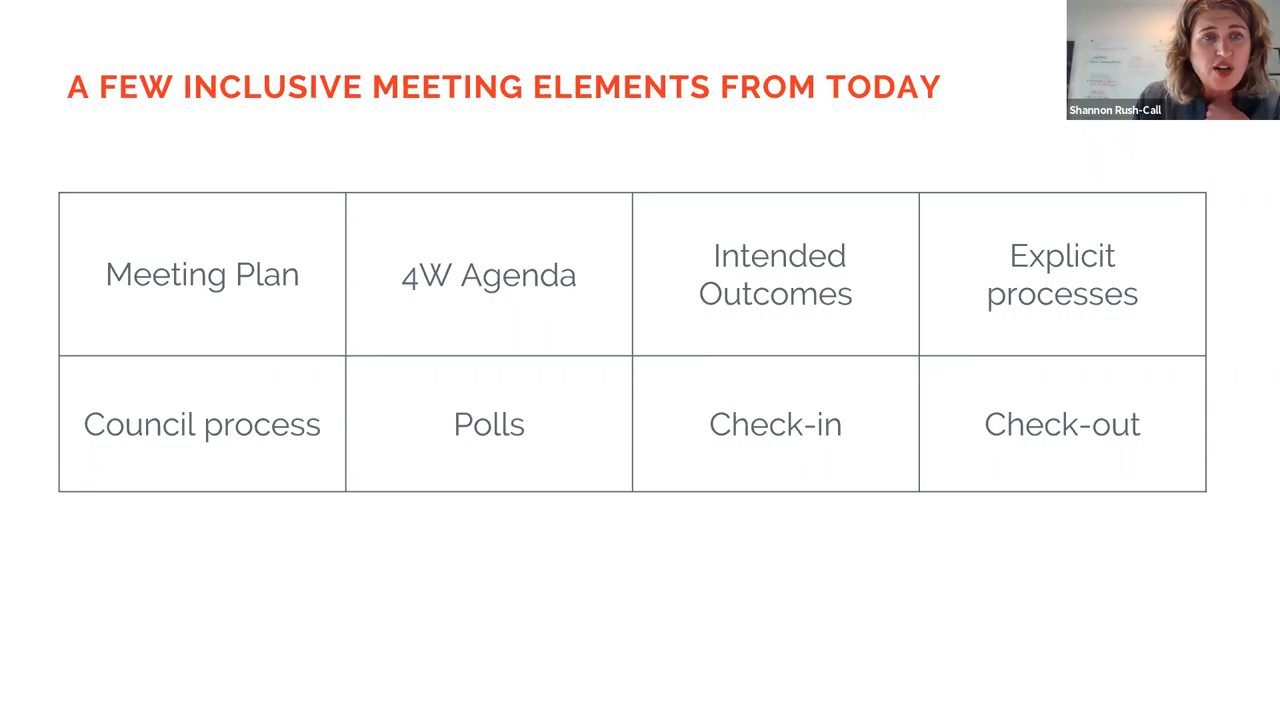 A FEW INCLUSIVE MEETING ELEMENTS FROM TODAY
Shannon Rush-Call
Meeting Plan
4W Agenda
Intended
Outcomes
Explicit
processes
Council process
Polls
Check-in
Check-out